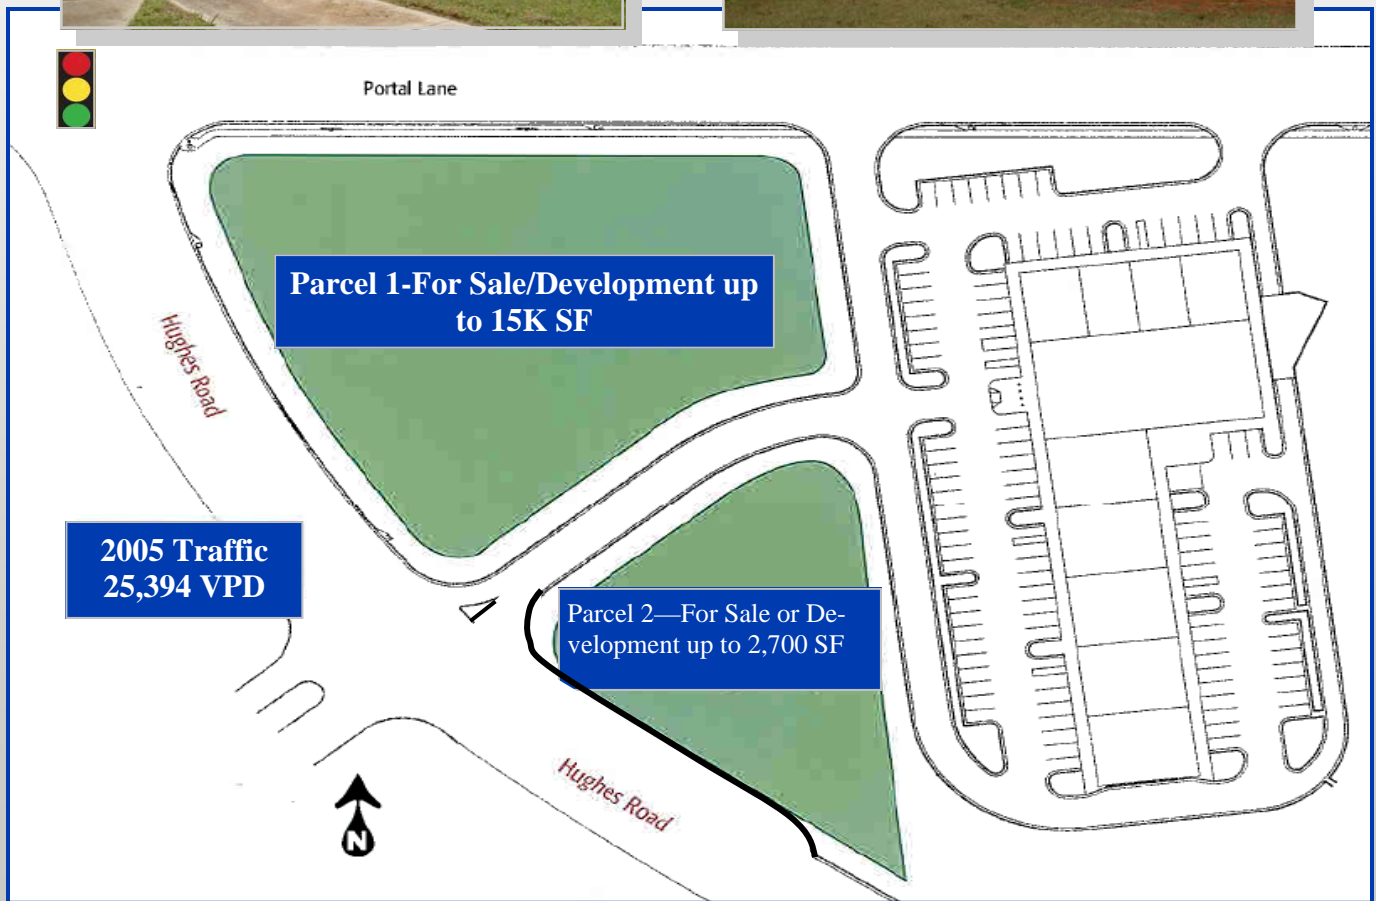 Portal Lane
Parcel 1-For Sale/Development up
to 15K SF
Hughes Road
2005 Traffic
25,394 VPD
Parcel 2—For Sale or De-
velopment up to 2,700 SF
Hughes Road
N